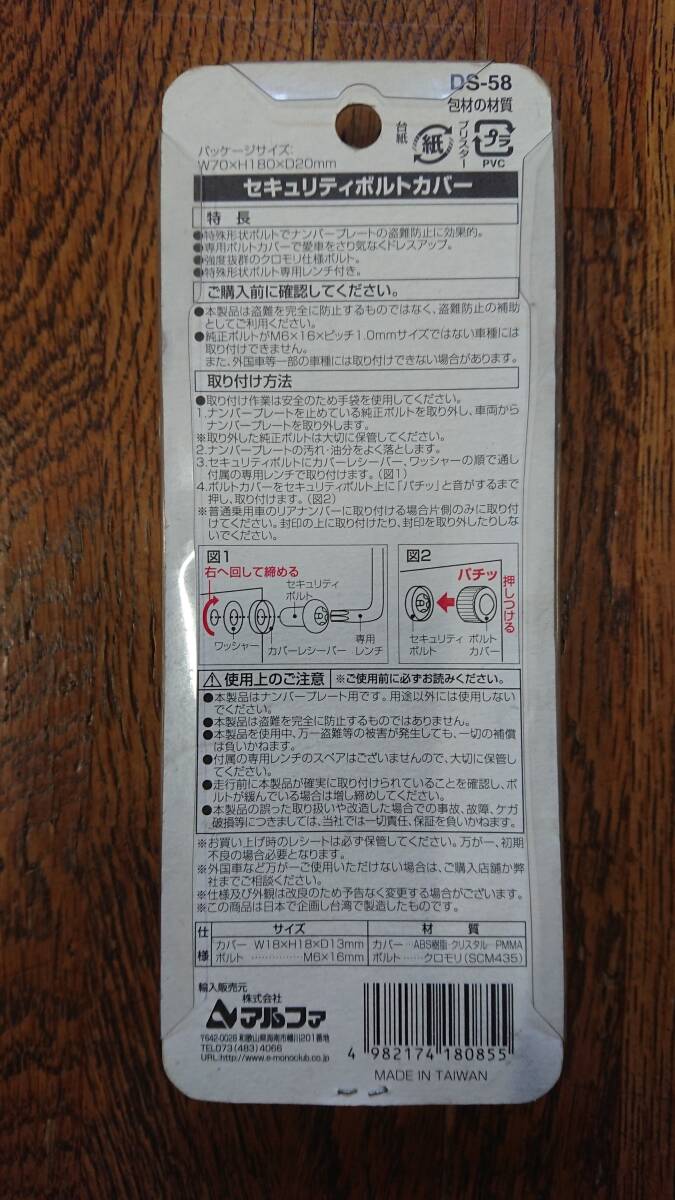 DS-58
包材の材質
台紙
紙
ブリスター
プラ
PVC
パッケージサイズ:
W70×H180×D20mm
セキュリティボルトカバー
特 長
●特殊形状ボルトでナンバープレートの盗難防止に効果的。
●専用ボルトカバーで愛車をさり気なくドレスアップ。
●強度抜群のクロモリ仕様ボルト。
●特殊形状ボルト専用レンチ付き。
ご購入前に確認してください。
●本製品は盗難を完全に防止するものではなく、盗難防止の補助
としてご利用ください。
●純正ボルトがM6×16×ピッチ1.0mmサイズではない車種には
取り付けできません。
また、外国車等一部の車種には取り付けできない場合があります。
取り付け方法
●取り付け作業は安全のため手袋を使用してください。
1.ナンバープレートを止めている純正ボルトを取り外し、車両から
ナンバープレートを取り外します。
※取り外した純正ボルトは大切に保管してください。
2.ナンバープレートの汚れ・油分をよく落とします。
3.セキュリティボルトにカバーレシーバー、ワッシャーの順で通し
付属の専用レンチで取り付けます。(図1)
4.ボルトカバーをセキュリティボルト上に「パチッ」と音がするまで
押し、取り付けます。(図2)
※普通乗用車のリアナンバーに取り付ける場合片側のみに取り付
けてください。封印の上に取り付けたり、封印を取り外したりしな
いでください。
図1
右へ回して締める
セキュリティ
ボルト
ワッシャー
カバーレシーバー
専用
レンチ
図2
パチッ
押しつける
セキュリティ
ボルト
ボルト
カバー
使用上のご注意 ※ご使用前に必ずお読みください。
●本製品はナンバープレート用です。用途以外には使用しない
でください。
●本製品は盗難を完全に防止するものではありません。
●本製品を使用中、万一盗難等の被害が発生しても、一切の補償
は負いかねます。
●付属の専用レンチのスペアはございませんので、大切に保管し
てください。
●走行前に本製品が確実に取り付けられていることを確認し、ボ
ルトが緩んでいる場合は増し締めしてください。
●本製品の誤った取り扱いや改造した場合での事故、故障、ケガ
破損等につきましては、当社では一切責任、保証を負いかねます。
※お買い上げ時のレシートは必ず保管してください。万が一、初期
不良の場合必要となります。
※外国車など万が一ご使用いただけない場合は、ご購入店舗か弊
社までご相談ください。
※仕様及び外観は改良のため予告なく変更する場合がございます。
※この商品は日本で企画し台湾で製造したものです。
仕様
サイズ
材 質
カバー W18×H18×D13mm
カバー…ABS樹脂・クリスタル…PMMA
ボルト…………M6×16mm
ボルト……クロモリ(SCM435)
輸入販売元
株式会社
アルファ
〒642-0028 和歌山県海南市幡川201番地
TEL073(483)4066
URL:http://www.e-monoclub.co.jp
4 982174 180855
MADE IN TAIWAN